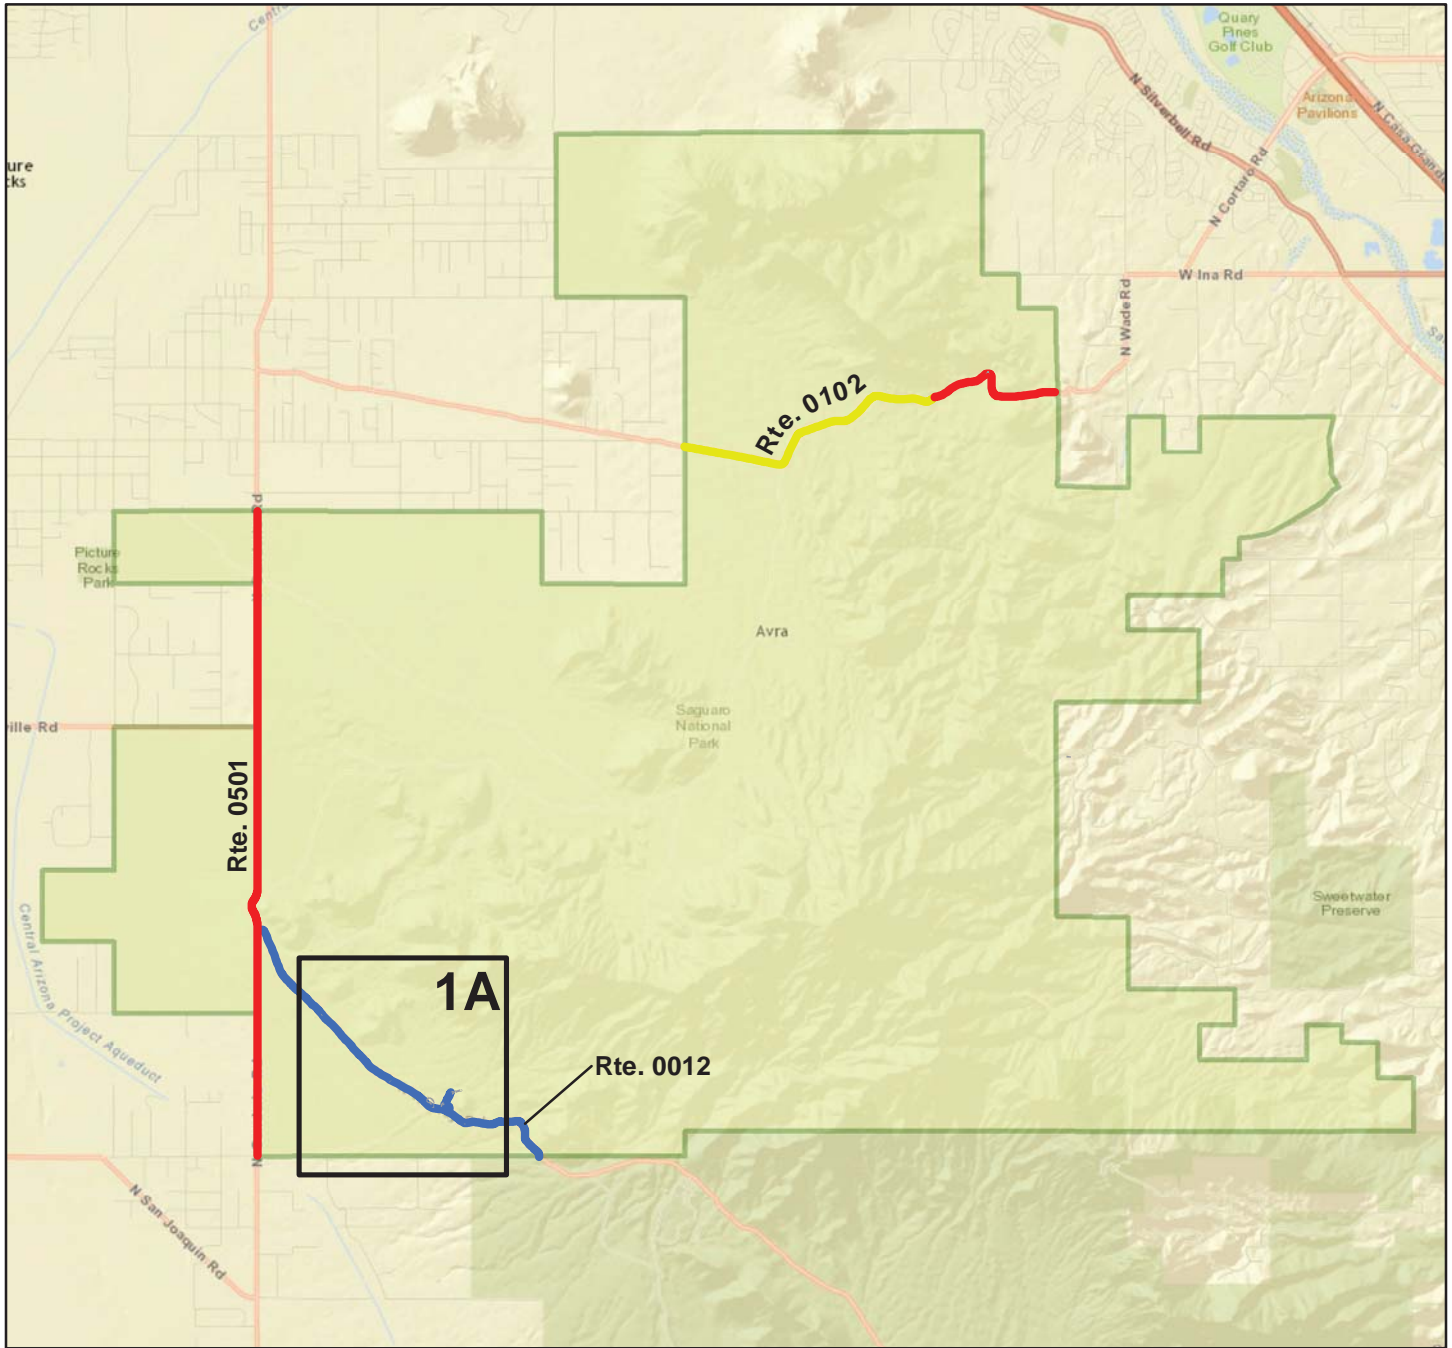 Quary
Pines
Golf Club
Arizona
Pavilions
N Casa Grande
N Silverbell Rd
N Cortaro Rd
ure
cks
W Ina Rd
N Wade Rd
Rte. 0102
Rd
Picture
Rocks
Park
Avra
Saguaro
National
Park
ville Rd
Rte. 0501
Sweetwater
Preserve
Central Arizona Project Aqueduct
1A
Rte. 0012
N
N San Joaquin Rd